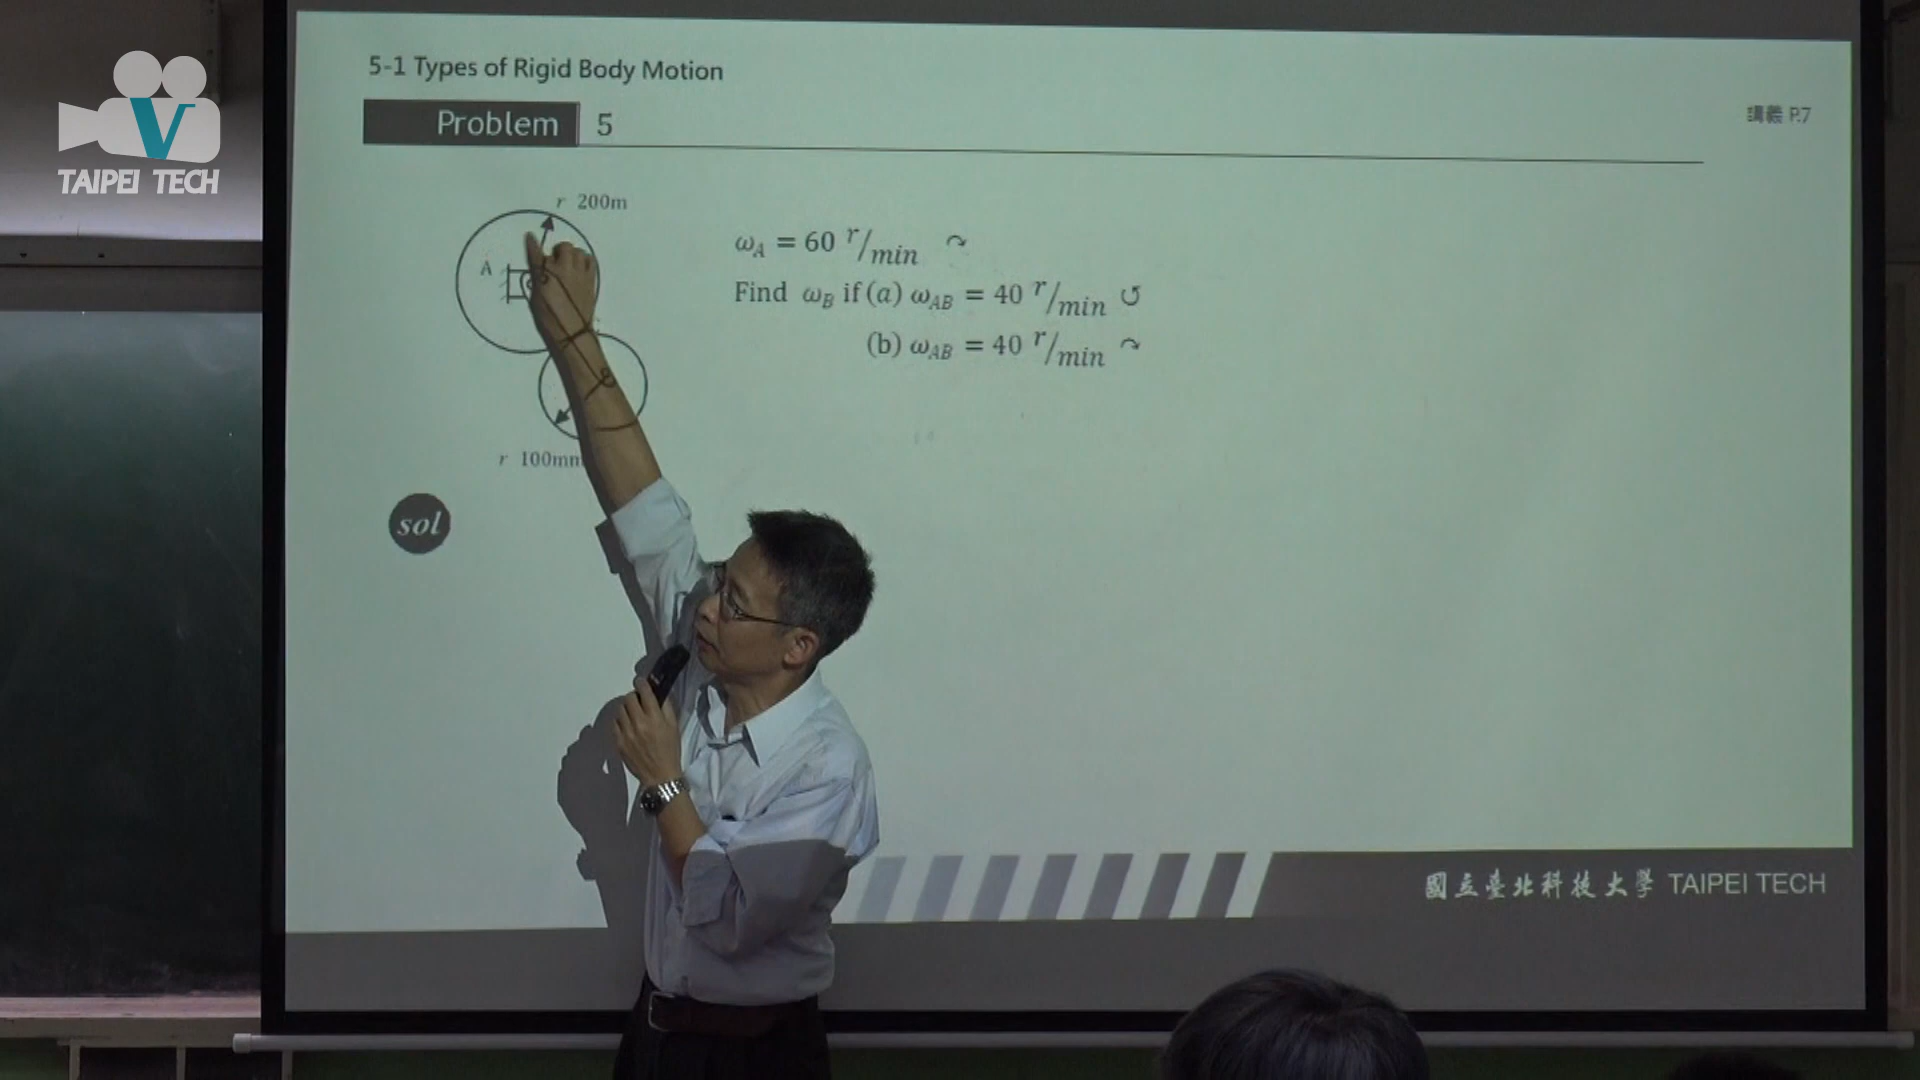 TAIPEI TECH
5-1 Types of Rigid Body Motion
Problem 5
講義 P.7
r 200m
A
ω_A = 60 r/min ↷
Find ω_B if (a) ω_AB = 40 r/min ↺
(b) ω_AB = 40 r/min ↷
r 100mm
sol
國立臺北科技大學 TAIPEI TECH